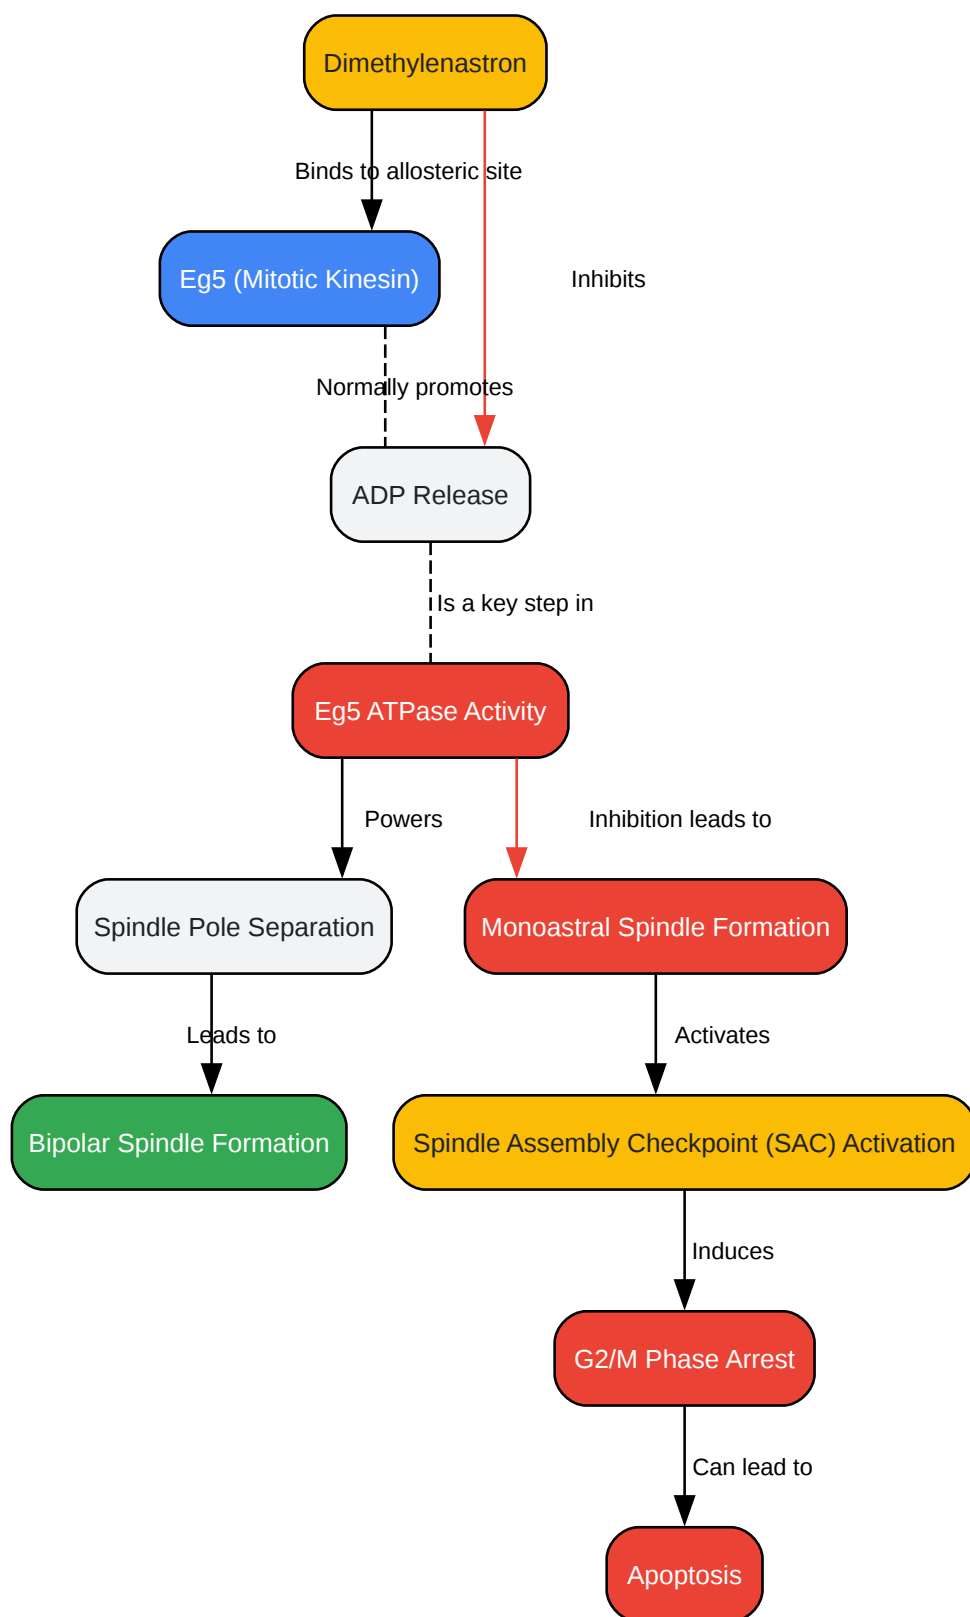 Dimethylenastron
Binds to allosteric site
Eg5 (Mitotic Kinesin)
Inhibits
Normally promotes
ADP Release
Is a key step in
Eg5 ATPase Activity
Powers
Inhibition leads to
Spindle Pole Separation
Monoastral Spindle Formation
Leads to
Activates
Bipolar Spindle Formation
Spindle Assembly Checkpoint (SAC) Activation
Induces
G2/M Phase Arrest
Can lead to
Apoptosis